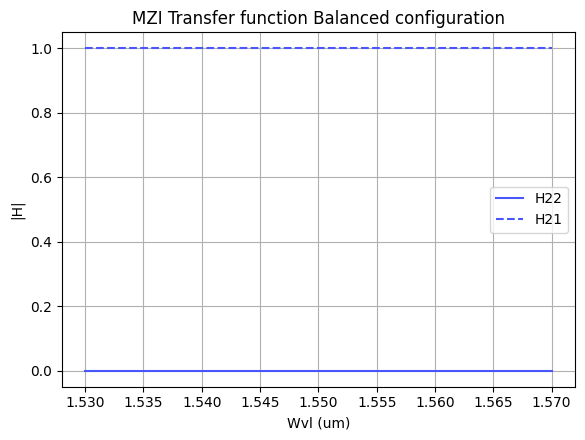 MZI Transfer function Balanced configuration
1.0
0.8
0.6
0.4
0.2
0.0
|H|
H22
H21
1.530 1.535 1.540 1.545 1.550 1.555 1.560 1.565 1.570
Wvl (um)